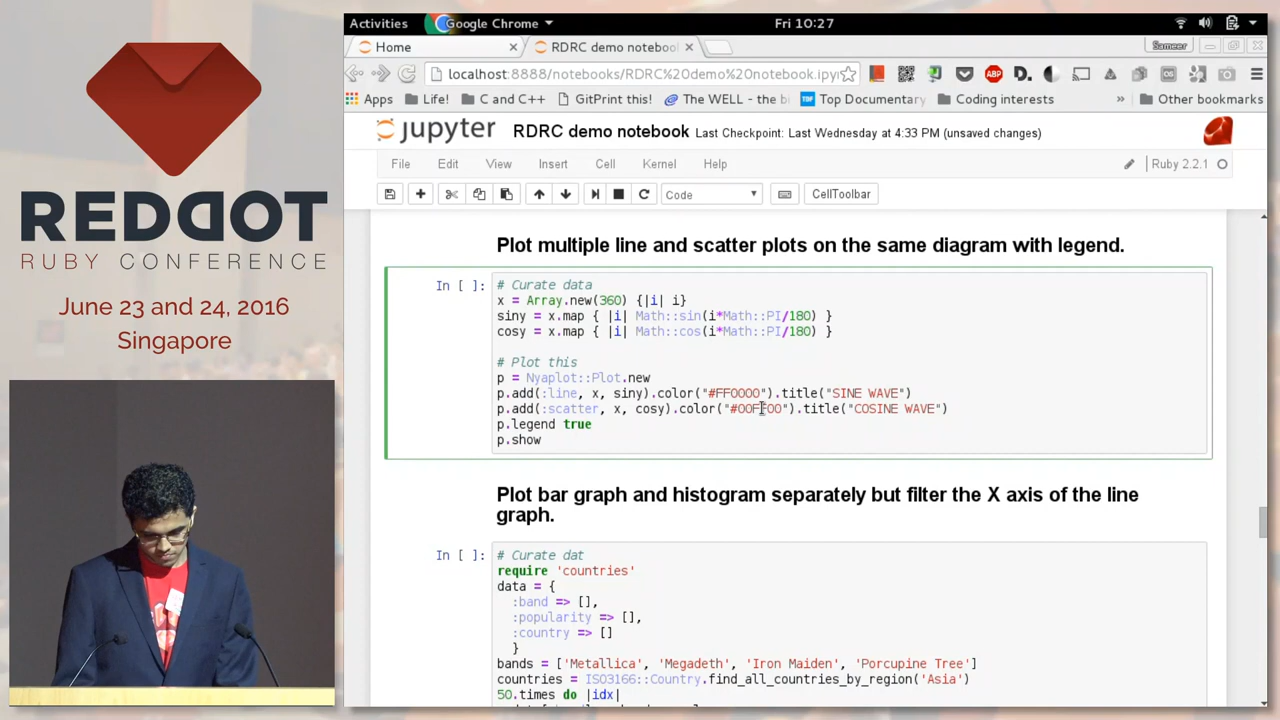 REDDOT
RUBY CONFERENCE
June 23 and 24, 2016
Singapore
Activities Google Chrome Fri 10:27
Home RDRC demo notebook Sameer
localhost:8888/notebooks/RDRC%20demo%20notebook.ipy
Apps Life! C and C++ GitPrint this! The WELL - the b Top Documentary Coding interests » Other bookmarks
jupyter RDRC demo notebook Last Checkpoint: Last Wednesday at 4:33 PM (unsaved changes)
File Edit View Insert Cell Kernel Help Ruby 2.2.1
Code CellToolbar
Plot multiple line and scatter plots on the same diagram with legend.
In [ ]: # Curate data
x = Array.new(360) {|i| i}
siny = x.map { |i| Math::sin(i*Math::PI/180) }
cosy = x.map { |i| Math::cos(i*Math::PI/180) }
# Plot this
p = Nyaplot::Plot.new
p.add(:line, x, siny).color("#FF0000").title("SINE WAVE")
p.add(:scatter, x, cosy).color("#00FF00").title("COSINE WAVE")
p.legend true
p.show
Plot bar graph and histogram separately but filter the X axis of the line
graph.
In [ ]: # Curate dat
require 'countries'
data = {
:band => [],
:popularity => [],
:country => []
}
bands = ['Metallica', 'Megadeth', 'Iron Maiden', 'Porcupine Tree']
countries = ISO3166::Country.find_all_countries_by_region('Asia')
50.times do |idx|